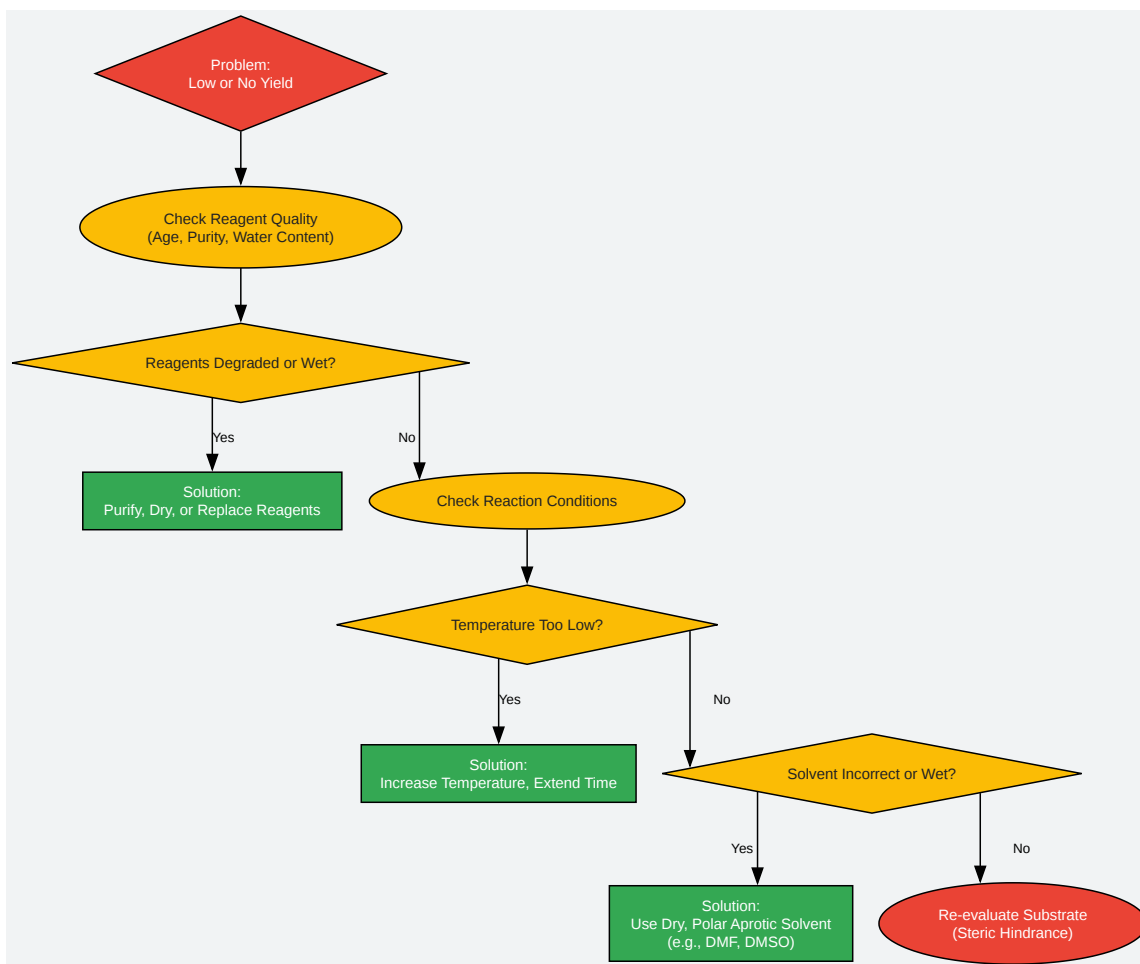 Problem:
Low or No Yield
Check Reagent Quality
(Age, Purity, Water Content)
Reagents Degraded or Wet?
Yes
No
Solution:
Purify, Dry, or Replace Reagents
Check Reaction Conditions
Temperature Too Low?
Yes
No
Solution:
Increase Temperature, Extend Time
Solvent Incorrect or Wet?
Yes
No
Solution:
Use Dry, Polar Aprotic Solvent
(e.g., DMF, DMSO)
Re-evaluate Substrate
(Steric Hindrance)